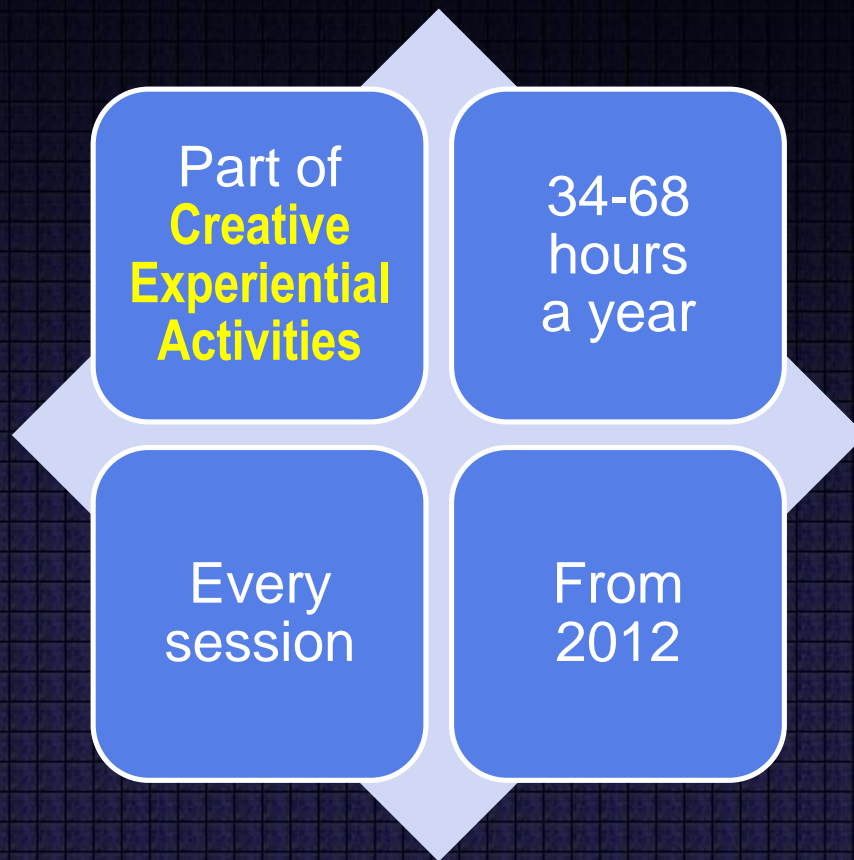 Part of
Creative
Experiential
Activities
34-68
hours
a year
Every
session
From
2012